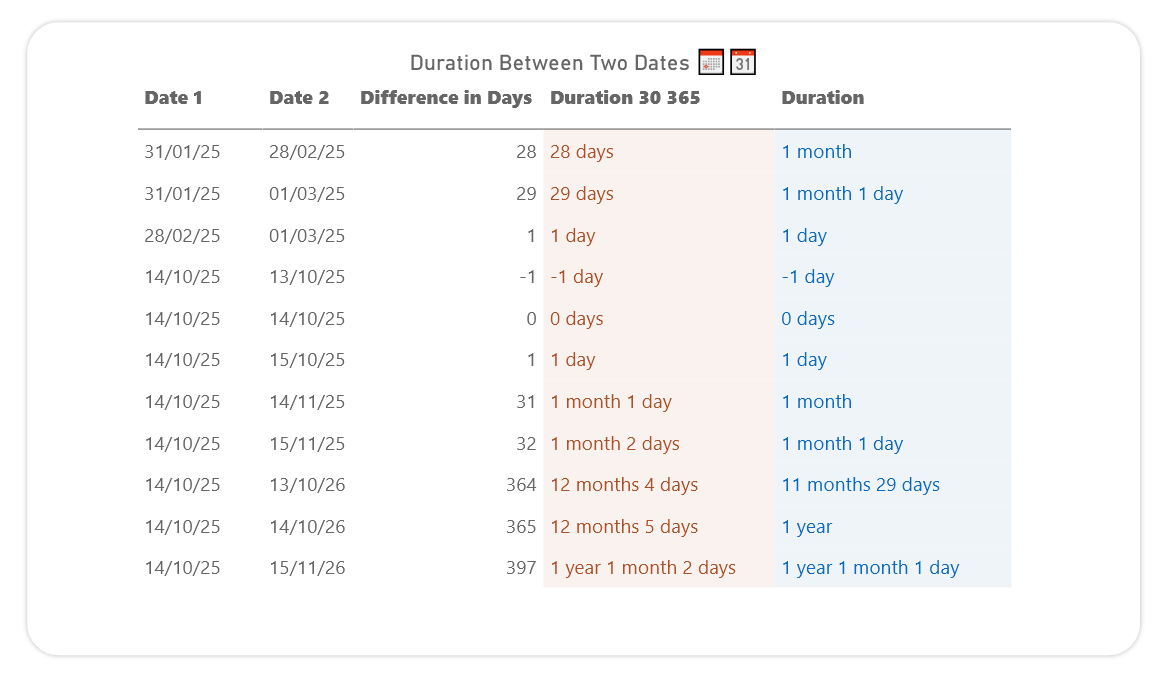 Duration Between Two Dates 31
Date 1 Date 2 Difference in Days Duration 30 365 Duration
31/01/25 28/02/25 28 28 days 1 month
31/01/25 01/03/25 29 29 days 1 month 1 day
28/02/25 01/03/25 1 1 day 1 day
14/10/25 13/10/25 -1 -1 day -1 day
14/10/25 14/10/25 0 0 days 0 days
14/10/25 15/10/25 1 1 day 1 day
14/10/25 14/11/25 31 1 month 1 day 1 month
14/10/25 15/11/25 32 1 month 2 days 1 month 1 day
14/10/25 13/10/26 364 12 months 4 days 11 months 29 days
14/10/25 14/10/26 365 12 months 5 days 1 year
14/10/25 15/11/26 397 1 year 1 month 2 days 1 year 1 month 1 day